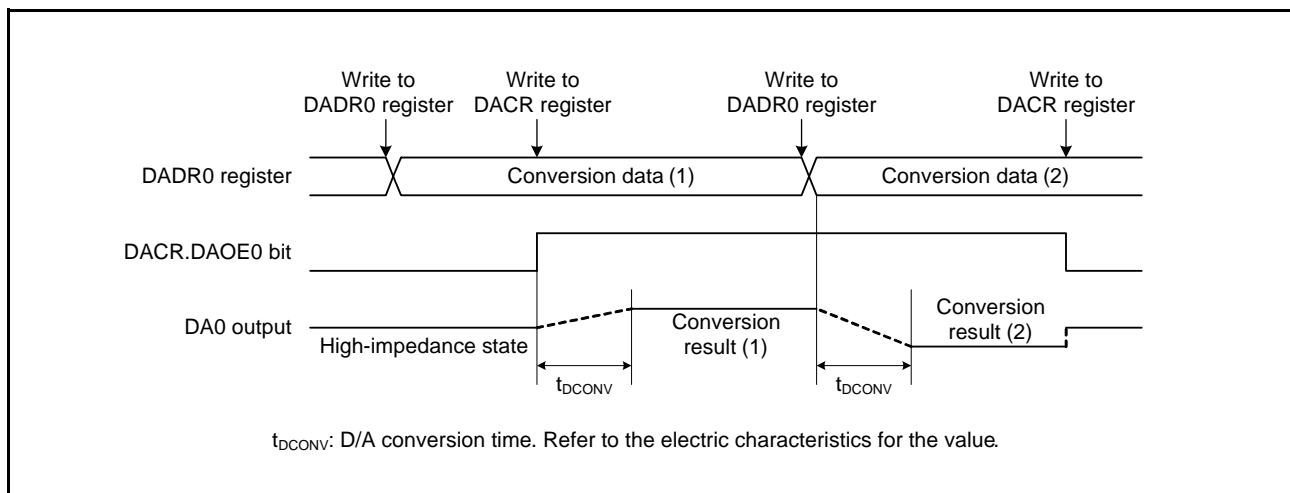 Write to
DADR0 register
Write to
DACR register
Write to
DADR0 register
Write to
DACR register
DADR0 register
Conversion data (1)
Conversion data (2)
DACR.DAOE0 bit
DA0 output
High-impedance state
Conversion
result (1)
Conversion
result (2)
tDCONV
tDCONV
tDCONV: D/A conversion time. Refer to the electric characteristics for the value.